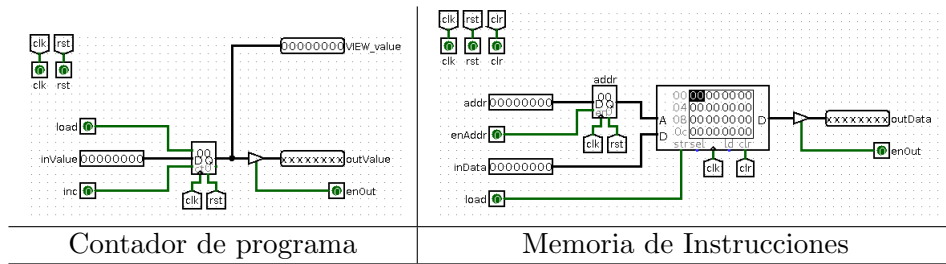 clk rst
clk rst
00000000 VIEW_value
load
00
D Q
inValue 00000000
xxxxxxxx outValue
inc
enOut
clk rst
clk rst clr
clk rst clr
addr
00
D Q
addr 00000000
enAddr
clk rst
inData 00000000
load
00 00 00 00 00
04 00 00 00 00
08 00 00 00 00
0c 00 00 00 00
A
D
D
str sel ld clr
clk clr
xxxxxxxx outData
enOut
Contador de programa
Memoria de Instrucciones